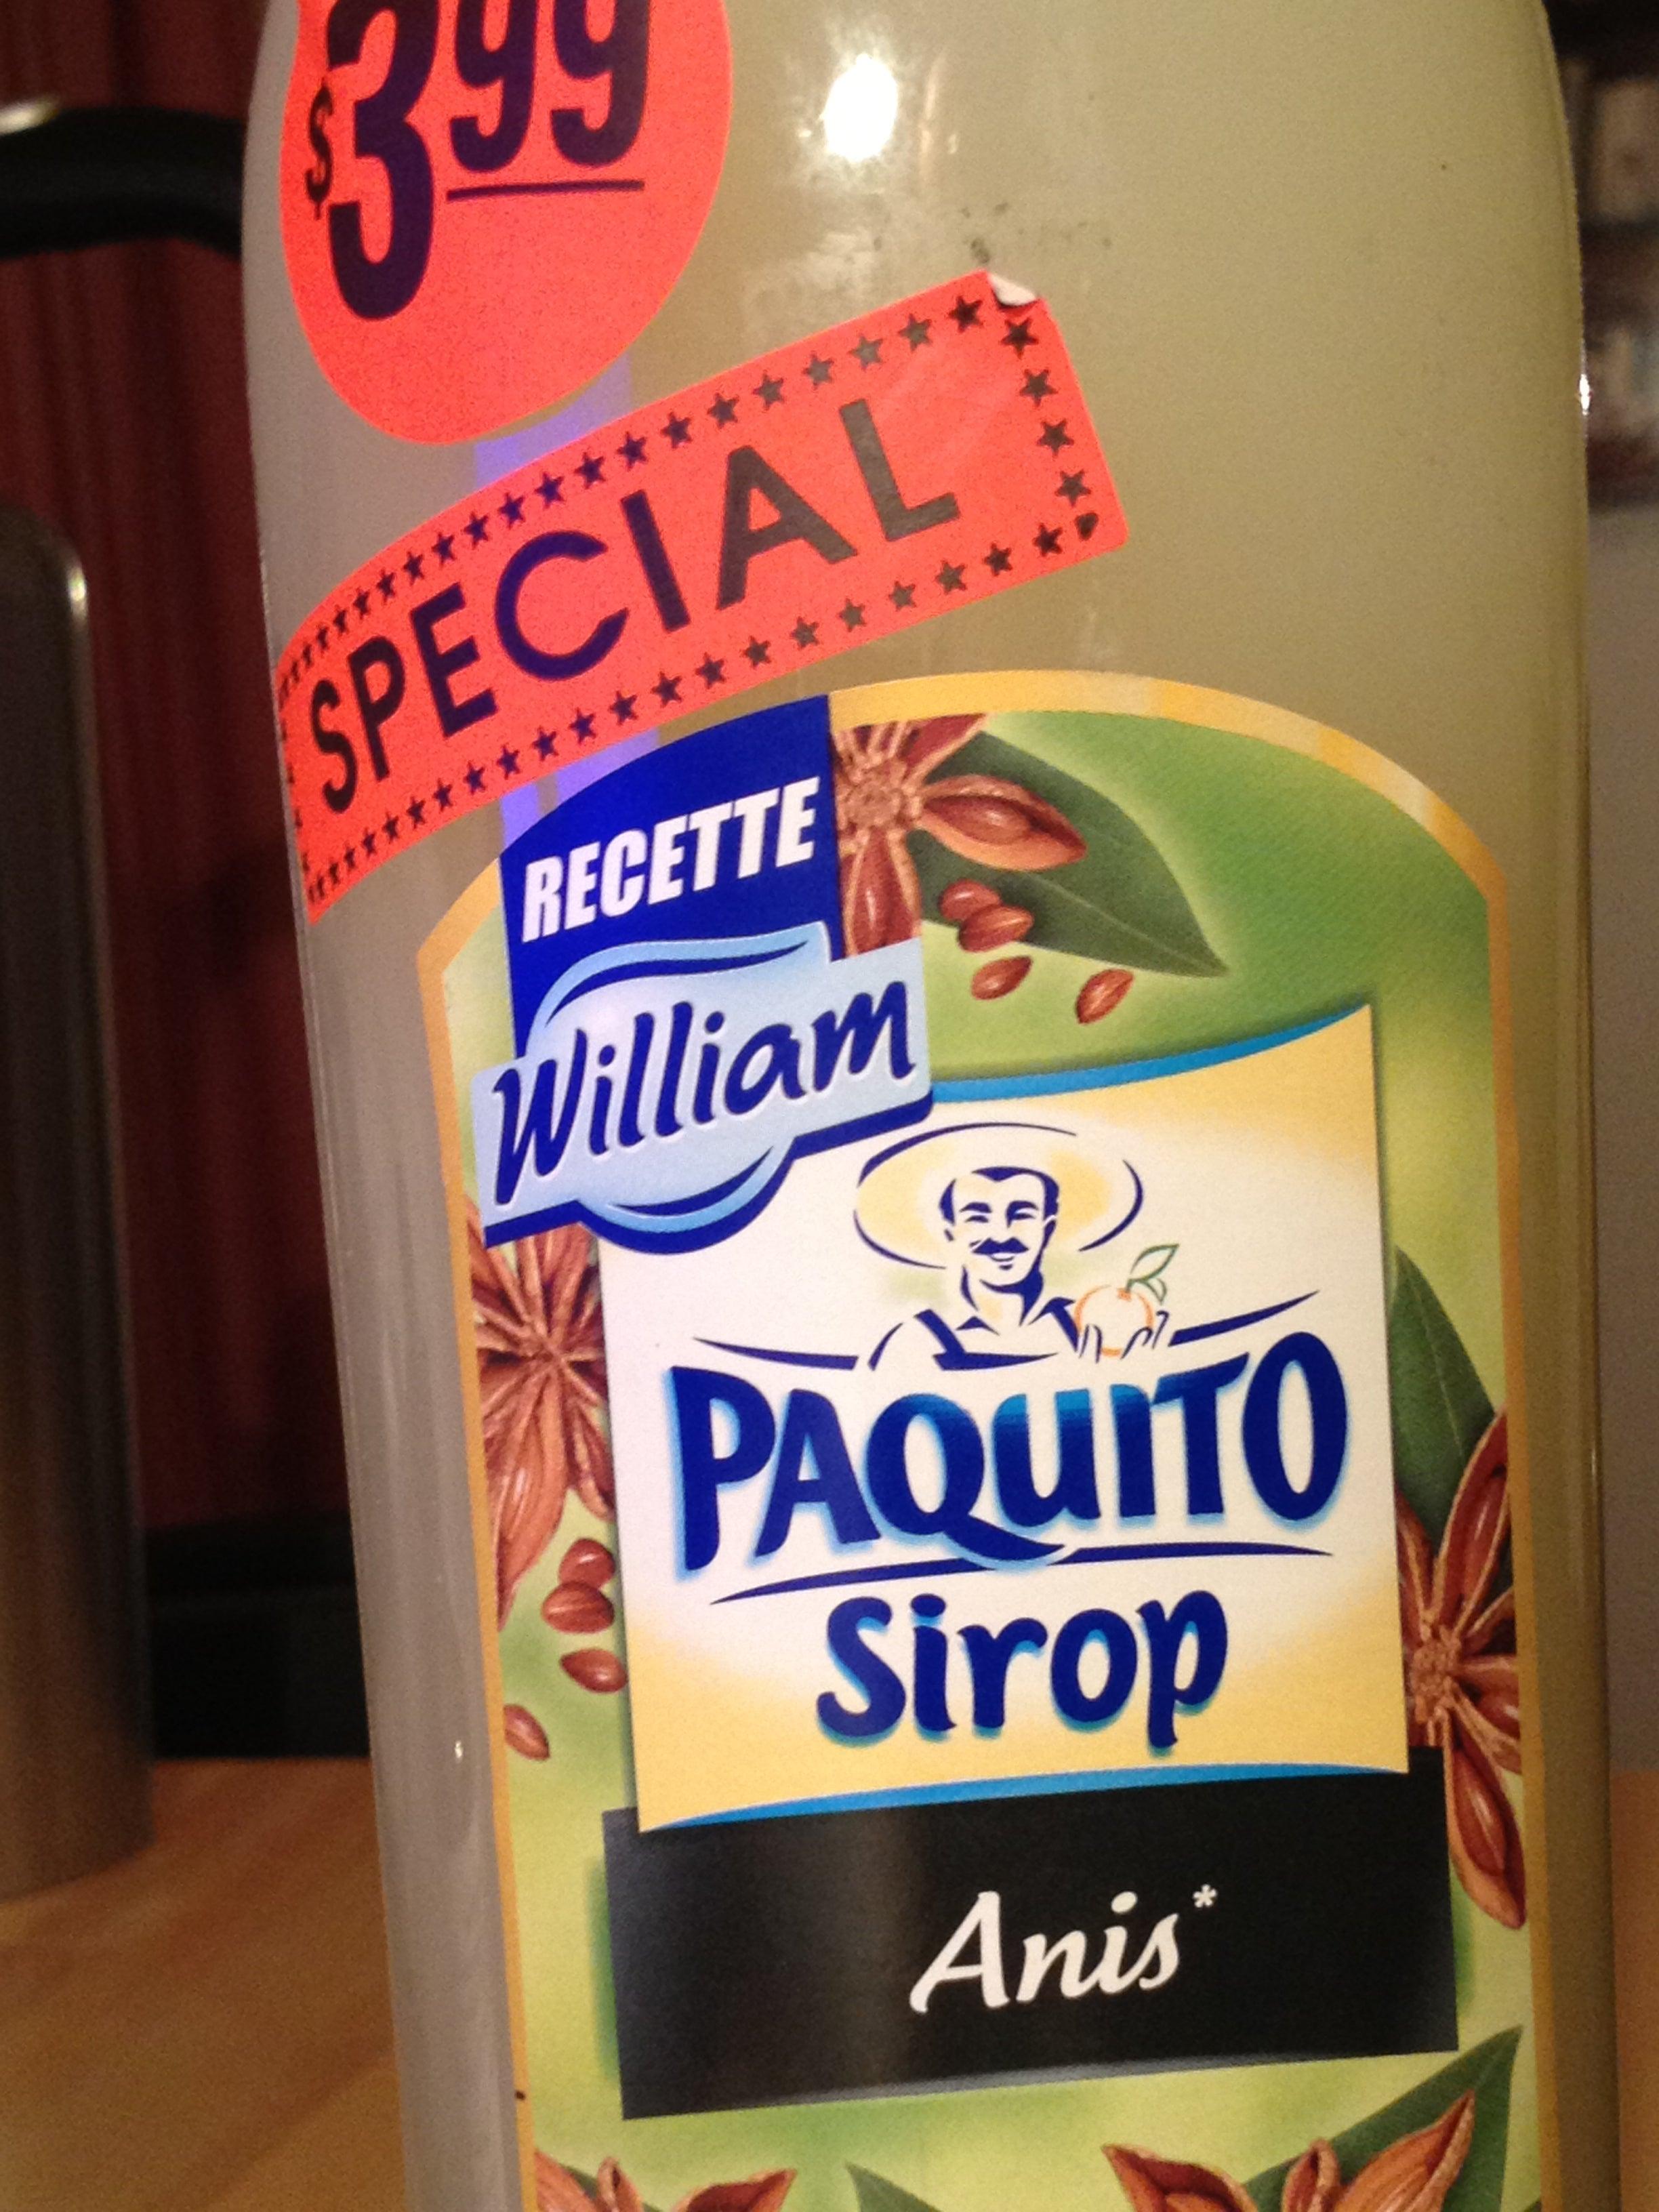 $3.99
SPECIAL
RECETTE
William
PAQUITO
Sirop
Anis*